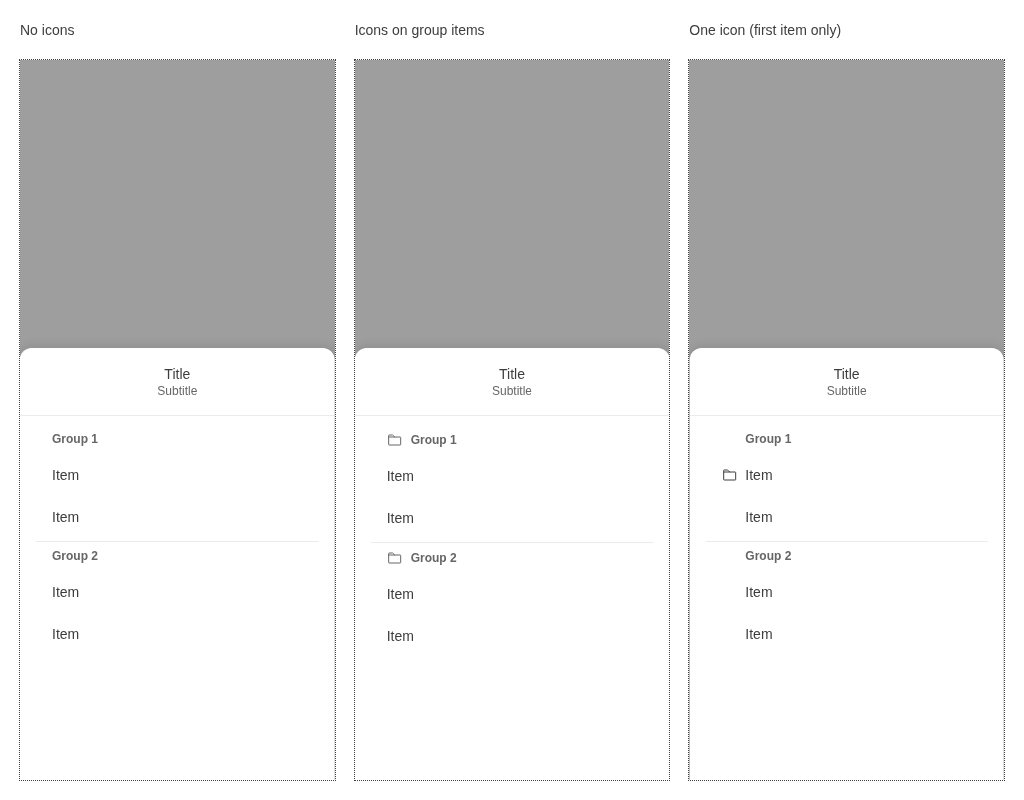 No icons
Title
Subtitle
Group 1
Item
Item
Group 2
Item
Item
Icons on group items
Title
Subtitle
Group 1
Item
Item
Group 2
Item
Item
One icon (first item only)
Title
Subtitle
Group 1
Item
Item
Group 2
Item
Item